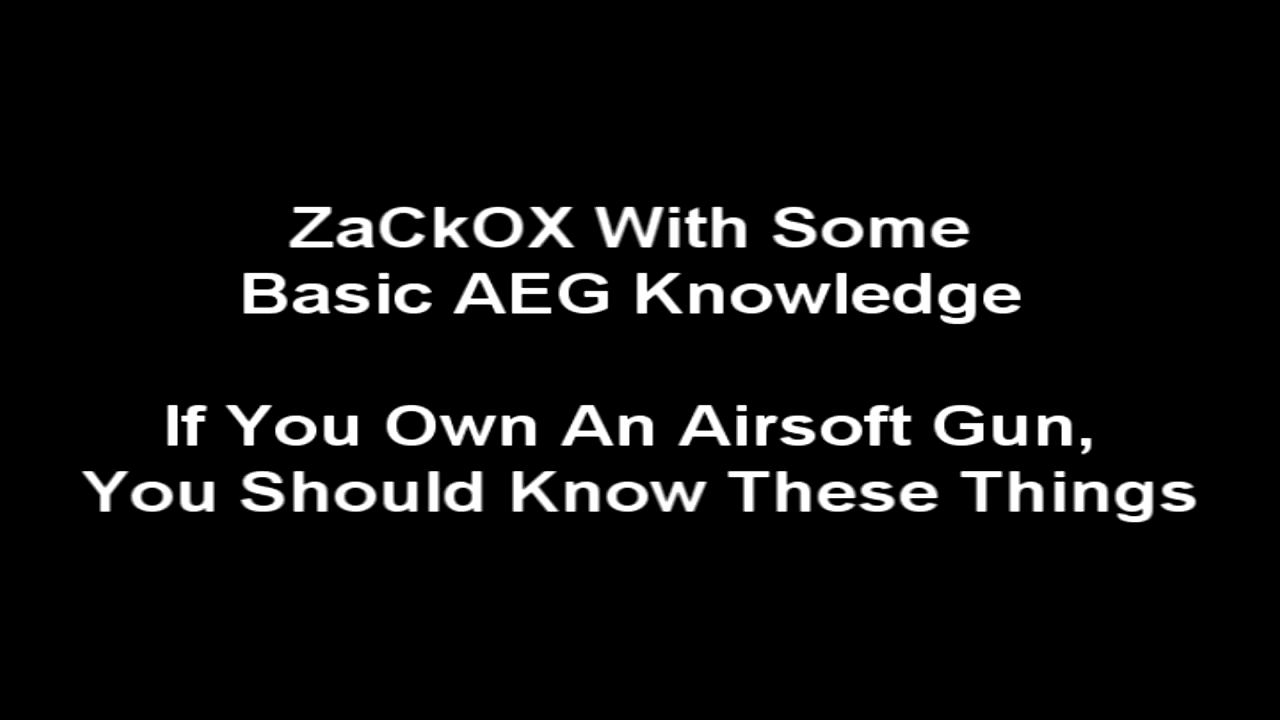 ZaCkOX With Some
Basic AEG Knowledge
If You Own An Airsoft Gun,
You Should Know These Things